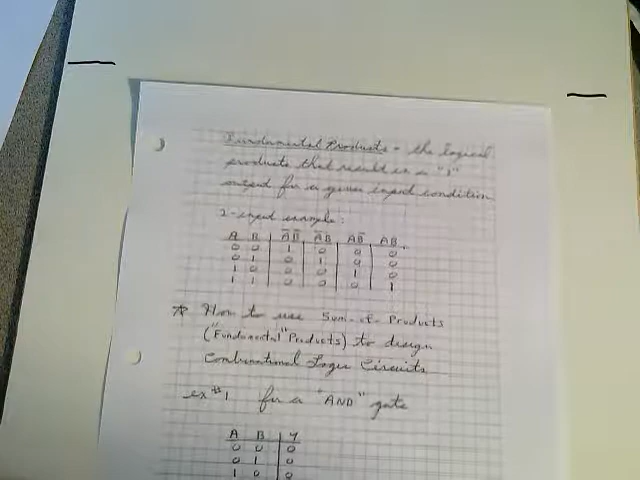 Fundamental Products - the logical
products that result in a "1"
output for a given input condition
2-input example:
A B | A̅B̅ | A̅B | AB̅ | AB
0 0 | 1 | 0 | 0 | 0
0 1 | 0 | 1 | 0 | 0
1 0 | 0 | 0 | 1 | 0
1 1 | 0 | 0 | 0 | 1
* How to use Sum-of-Products
("Fundamental" Products) to design
Combinational Logic Circuits
ex #1 for a "AND" gate
A B | Y
0 0 | 0
0 1 | 0
1 0 | 0